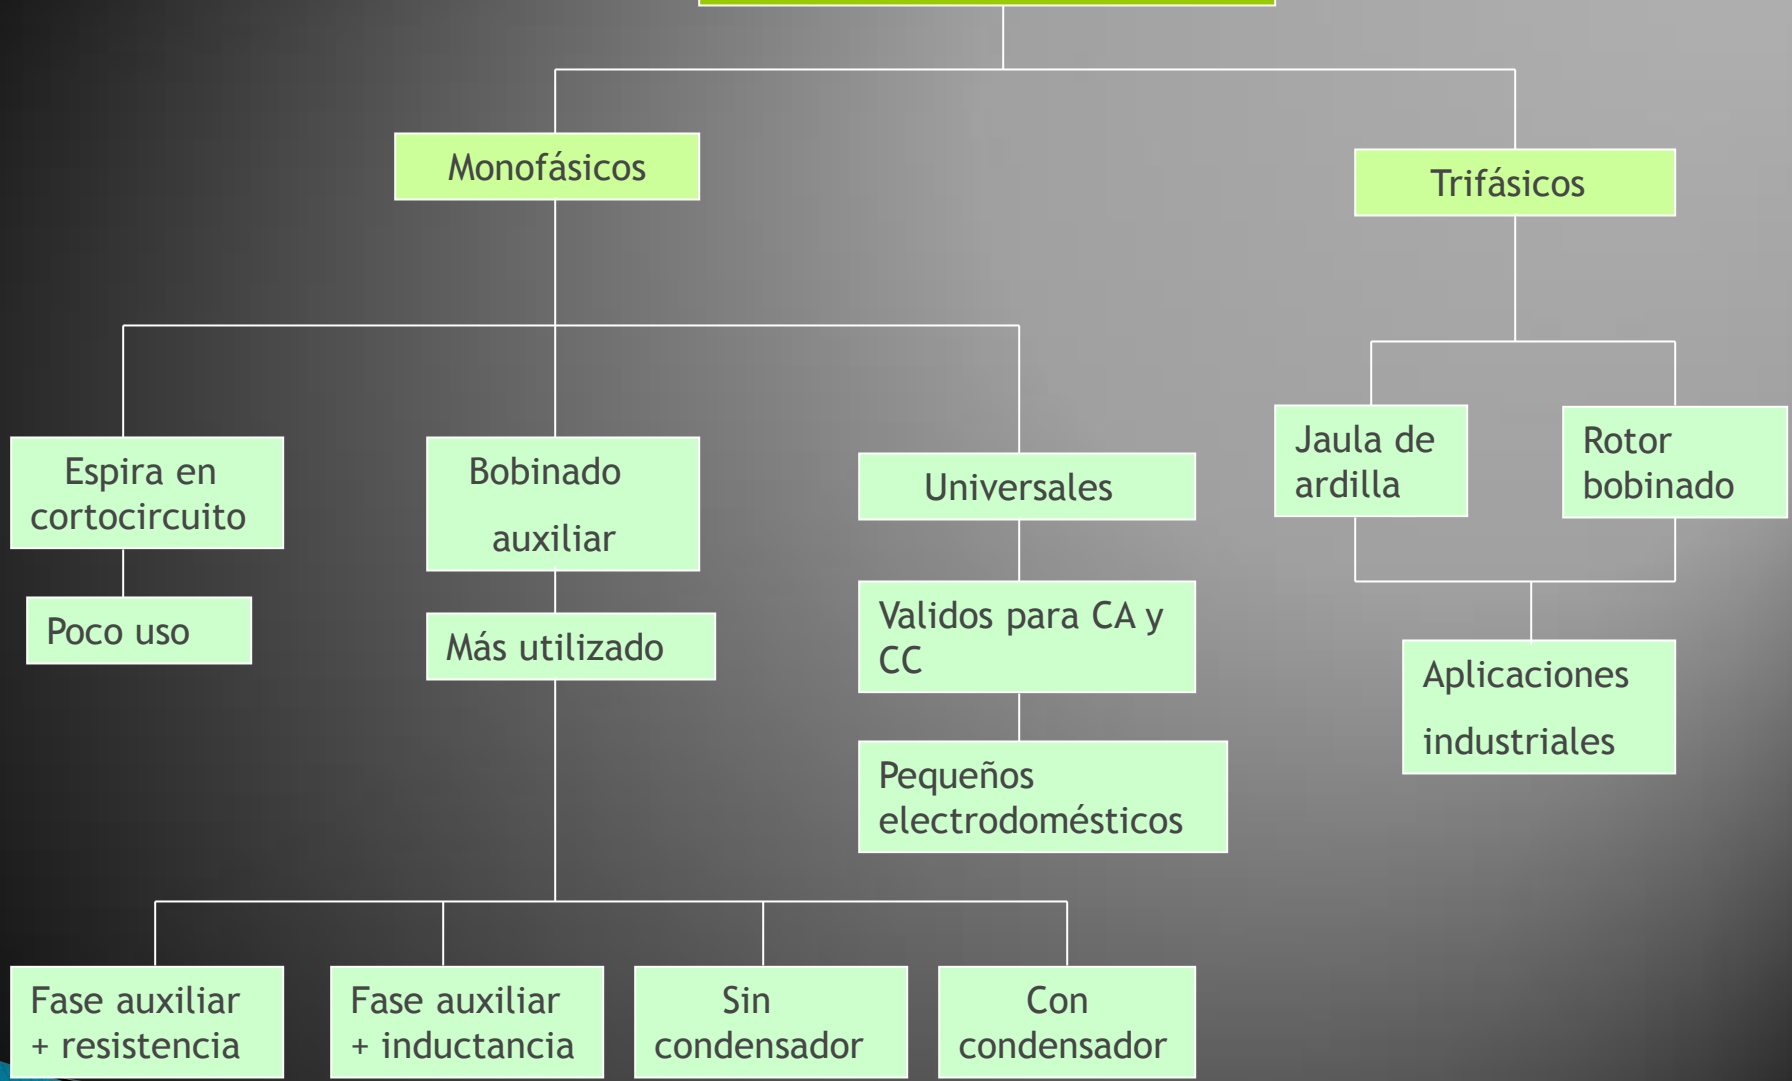 Monofásicos
Trifásicos
Espira en
cortocircuito
Poco uso
Bobinado
auxiliar
Más utilizado
Universales
Validos para CA y
CC
Pequeños
electrodomésticos
Jaula de
ardilla
Rotor
bobinado
Aplicaciones
industriales
Fase auxiliar
+ resistencia
Fase auxiliar
+ inductancia
Sin
condensador
Con
condensador